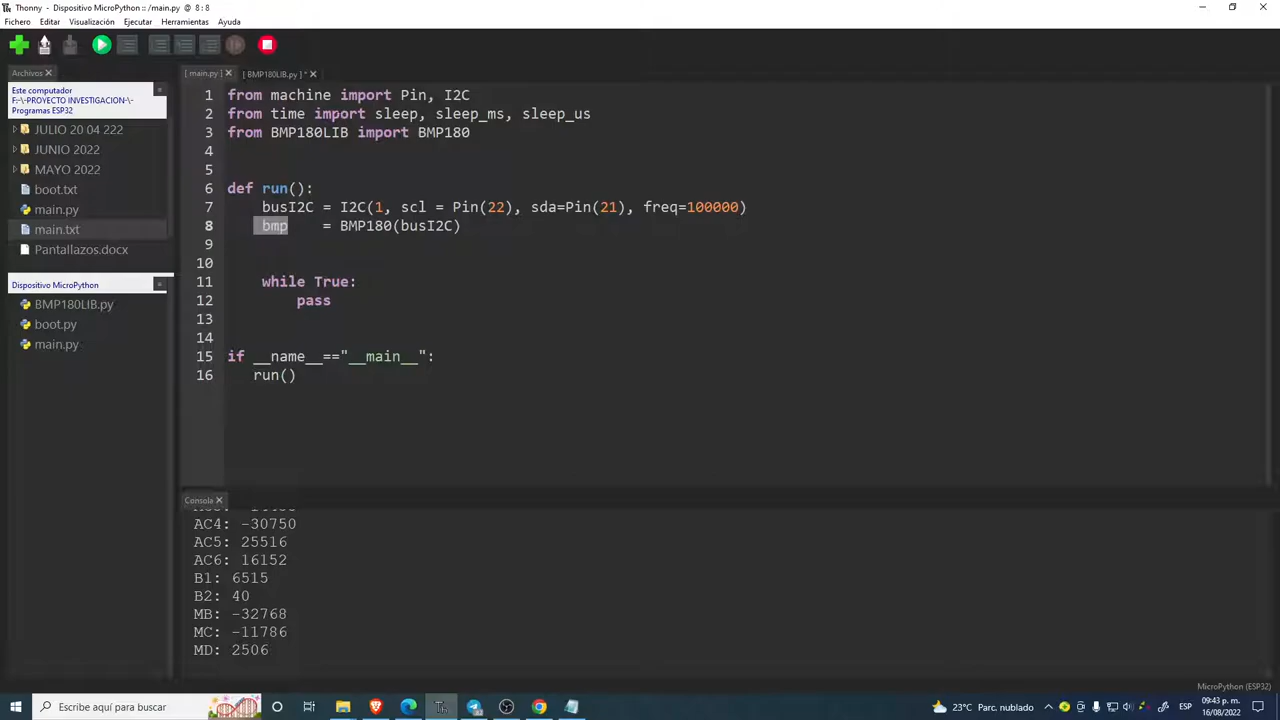 Thonny - Dispositivo MicroPython :: /main.py @ 8 : 8
Fichero Editar Visualización Ejecutar Herramientas Ayuda
Archivos
Este computador
F:\-PROYECTO INVESTIGACION-\-
Programas ESP32
JULIO 20 04 222
JUNIO 2022
MAYO 2022
boot.txt
main.py
main.txt
Pantallazos.docx
Dispositivo MicroPython
BMP180LIB.py
boot.py
main.py
[ main.py ] [ BMP180LIB.py ] *
1 from machine import Pin, I2C
2 from time import sleep, sleep_ms, sleep_us
3 from BMP180LIB import BMP180
4
5
6 def run():
7 busI2C = I2C(1, scl = Pin(22), sda=Pin(21), freq=100000)
8 bmp = BMP180(busI2C)
9
10
11 while True:
12 pass
13
14
15 if __name__=="__main__":
16 run()
Consola
AC4: -30750
AC5: 25516
AC6: 16152
B1: 6515
B2: 40
MB: -32768
MC: -11786
MD: 2506
MicroPython (ESP32)
Escribe aquí para buscar
23°C Parc. nublado
ESP
09:43 p. m.
16/08/2022